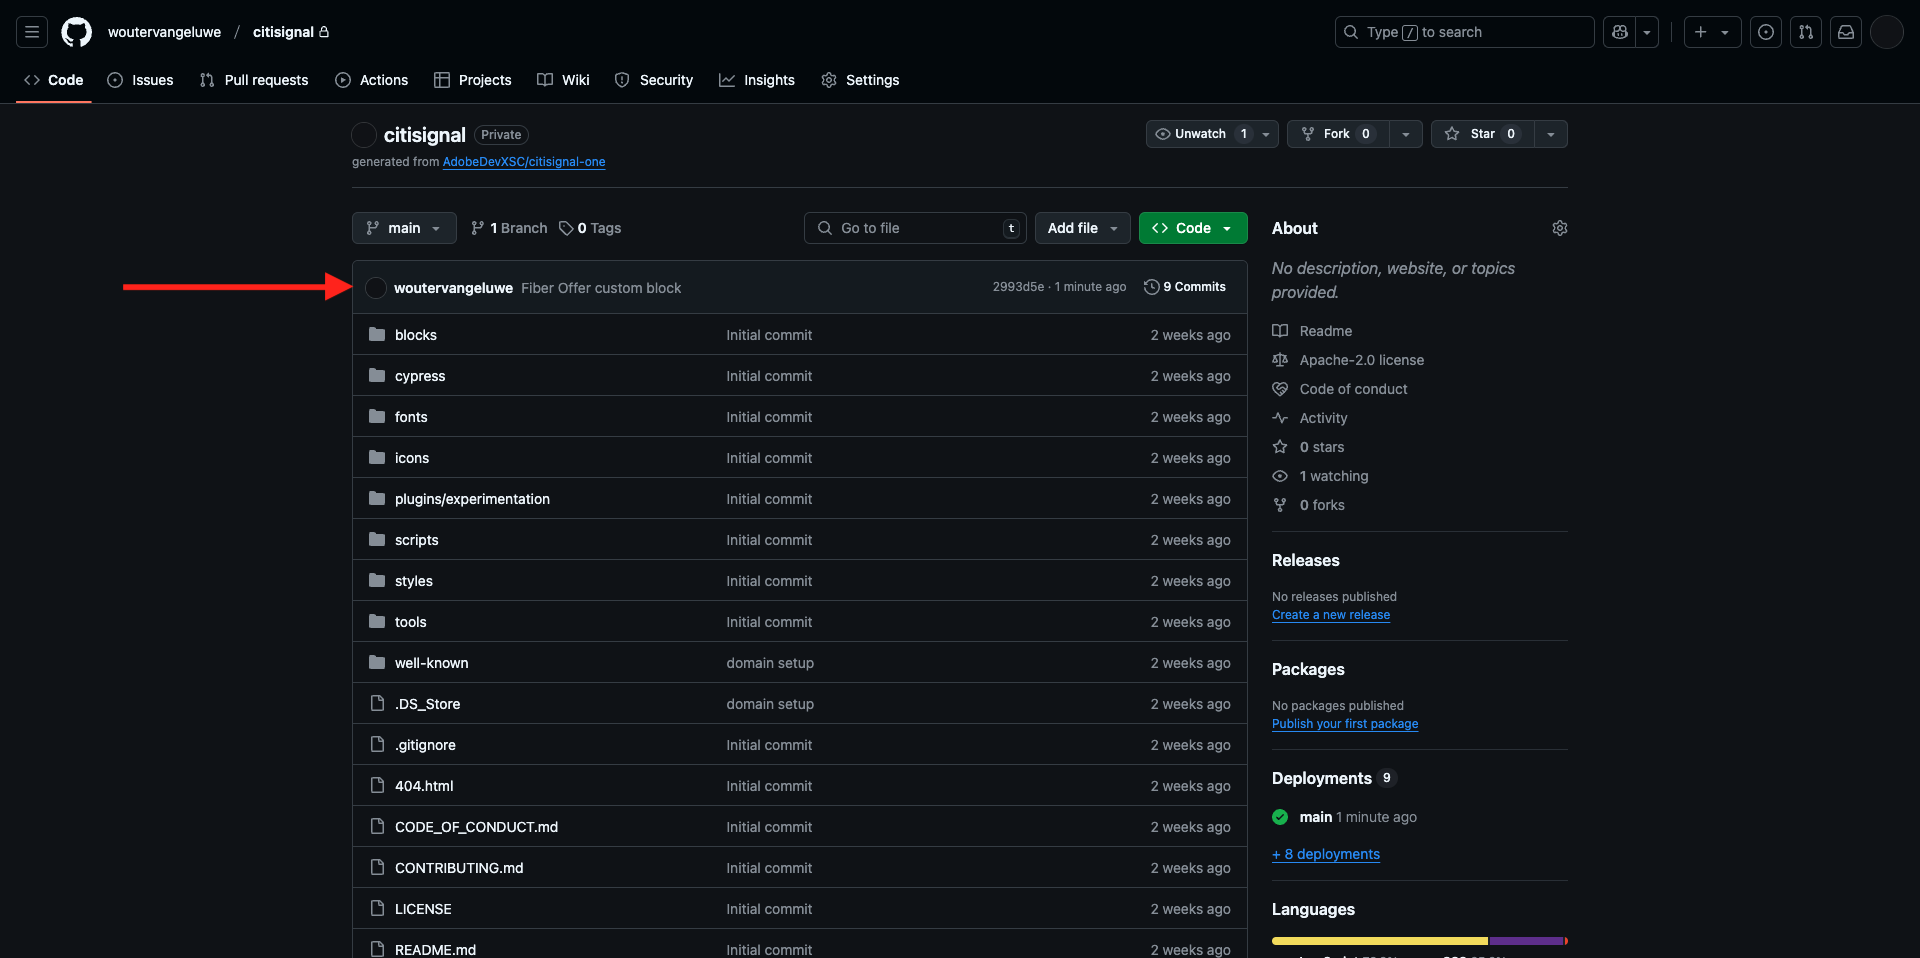 woutervangeluwe / citisignal
Type / to search
Code Issues Pull requests Actions Projects Wiki Security Insights Settings
citisignal Private
Unwatch 1 Fork 0 Star 0
generated from AdobeDevXSC/citisignal-one
main 1 Branch 0 Tags Go to file t Add file Code
woutervangeluwe Fiber Offer custom block 2993d5e · 1 minute ago 9 Commits
blocks Initial commit 2 weeks ago
cypress Initial commit 2 weeks ago
fonts Initial commit 2 weeks ago
icons Initial commit 2 weeks ago
plugins/experimentation Initial commit 2 weeks ago
scripts Initial commit 2 weeks ago
styles Initial commit 2 weeks ago
tools Initial commit 2 weeks ago
well-known domain setup 2 weeks ago
.DS_Store domain setup 2 weeks ago
.gitignore Initial commit 2 weeks ago
404.html Initial commit 2 weeks ago
CODE_OF_CONDUCT.md Initial commit 2 weeks ago
CONTRIBUTING.md Initial commit 2 weeks ago
LICENSE Initial commit 2 weeks ago
README.md Initial commit 2 weeks ago
About
No description, website, or topics
provided.
Readme
Apache-2.0 license
Code of conduct
Activity
0 stars
1 watching
0 forks
Releases
No releases published
Create a new release
Packages
No packages published
Publish your first package
Deployments 9
main 1 minute ago
+ 8 deployments
Languages